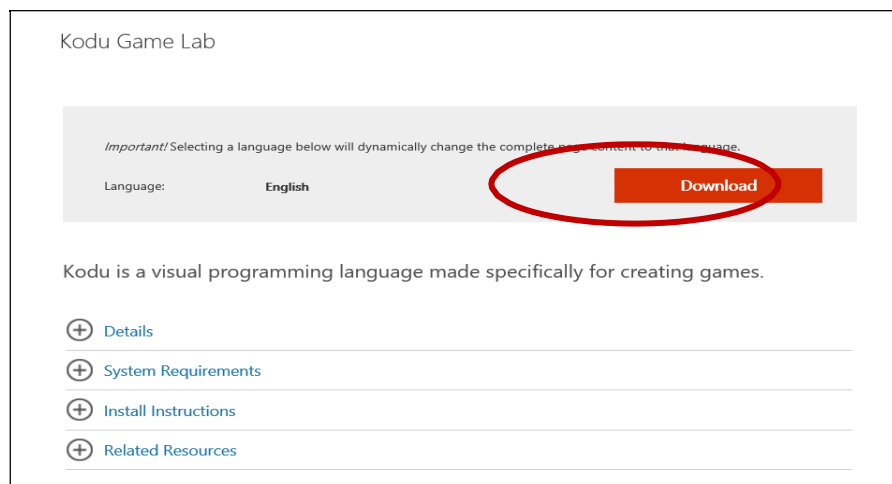 Kodu Game Lab
Important! Selecting a language below will dynamically change the complete page content to that language.
Language: English Download
Kodu is a visual programming language made specifically for creating games.
Details
System Requirements
Install Instructions
Related Resources